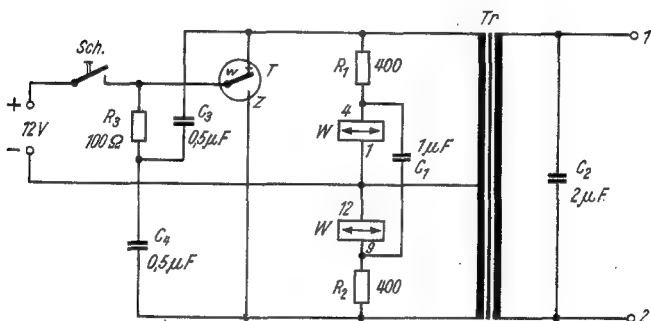 Tr
1
Sch.
+
12V
-
R3
100Ω
C3
0,5µF
w
T
Z
R1
400
4
W
1
1µF
C1
12
W
9
R2
400
C4
0,5µF
C2
2µF
2